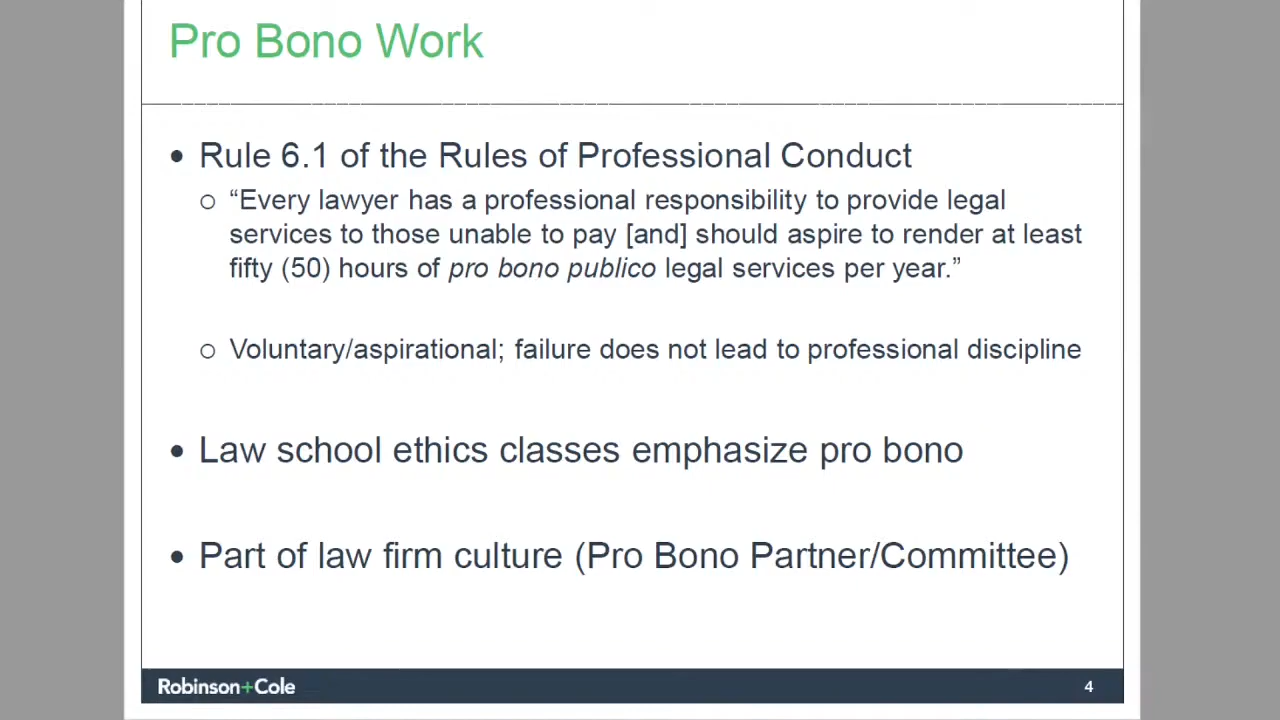 Pro Bono Work
• Rule 6.1 of the Rules of Professional Conduct
○ “Every lawyer has a professional responsibility to provide legal
services to those unable to pay [and] should aspire to render at least
fifty (50) hours of pro bono publico legal services per year.”
○ Voluntary/aspirational; failure does not lead to professional discipline
• Law school ethics classes emphasize pro bono
• Part of law firm culture (Pro Bono Partner/Committee)
Robinson+Cole
4